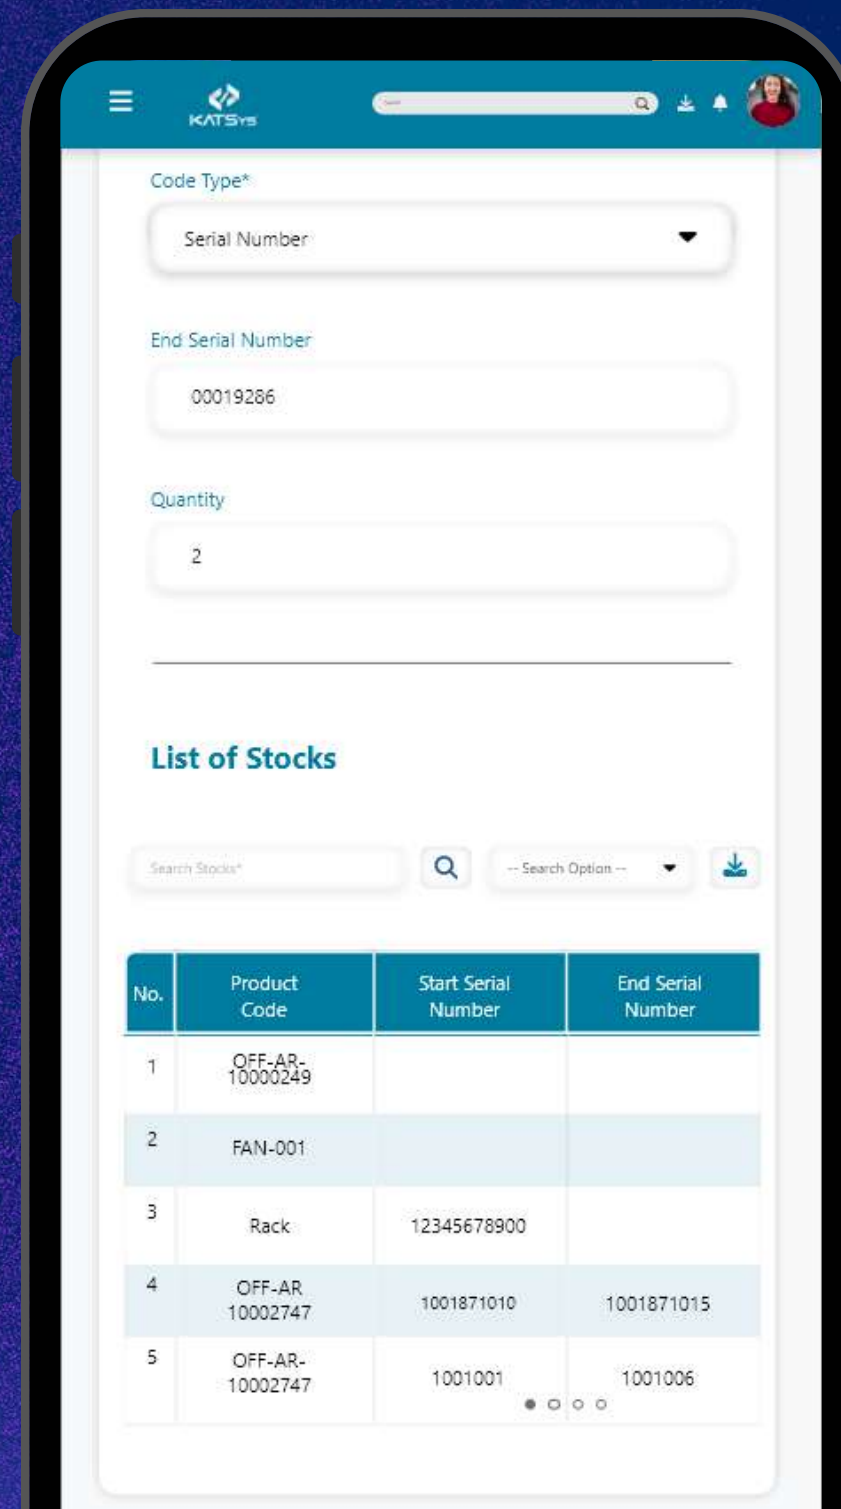 KATSYS
Code Type*
Serial Number
End Serial Number
00019286
Quantity
2
List of Stocks
Search Stocks*
-- Search Option --
No.
Product
Code
Start Serial
Number
End Serial
Number
1
OFF-AR-
10000249
2
FAN-001
3
Rack
12345678900
4
OFF-AR
10002747
1001871010
1001871015
5
OFF-AR-
10002747
1001001
1001006